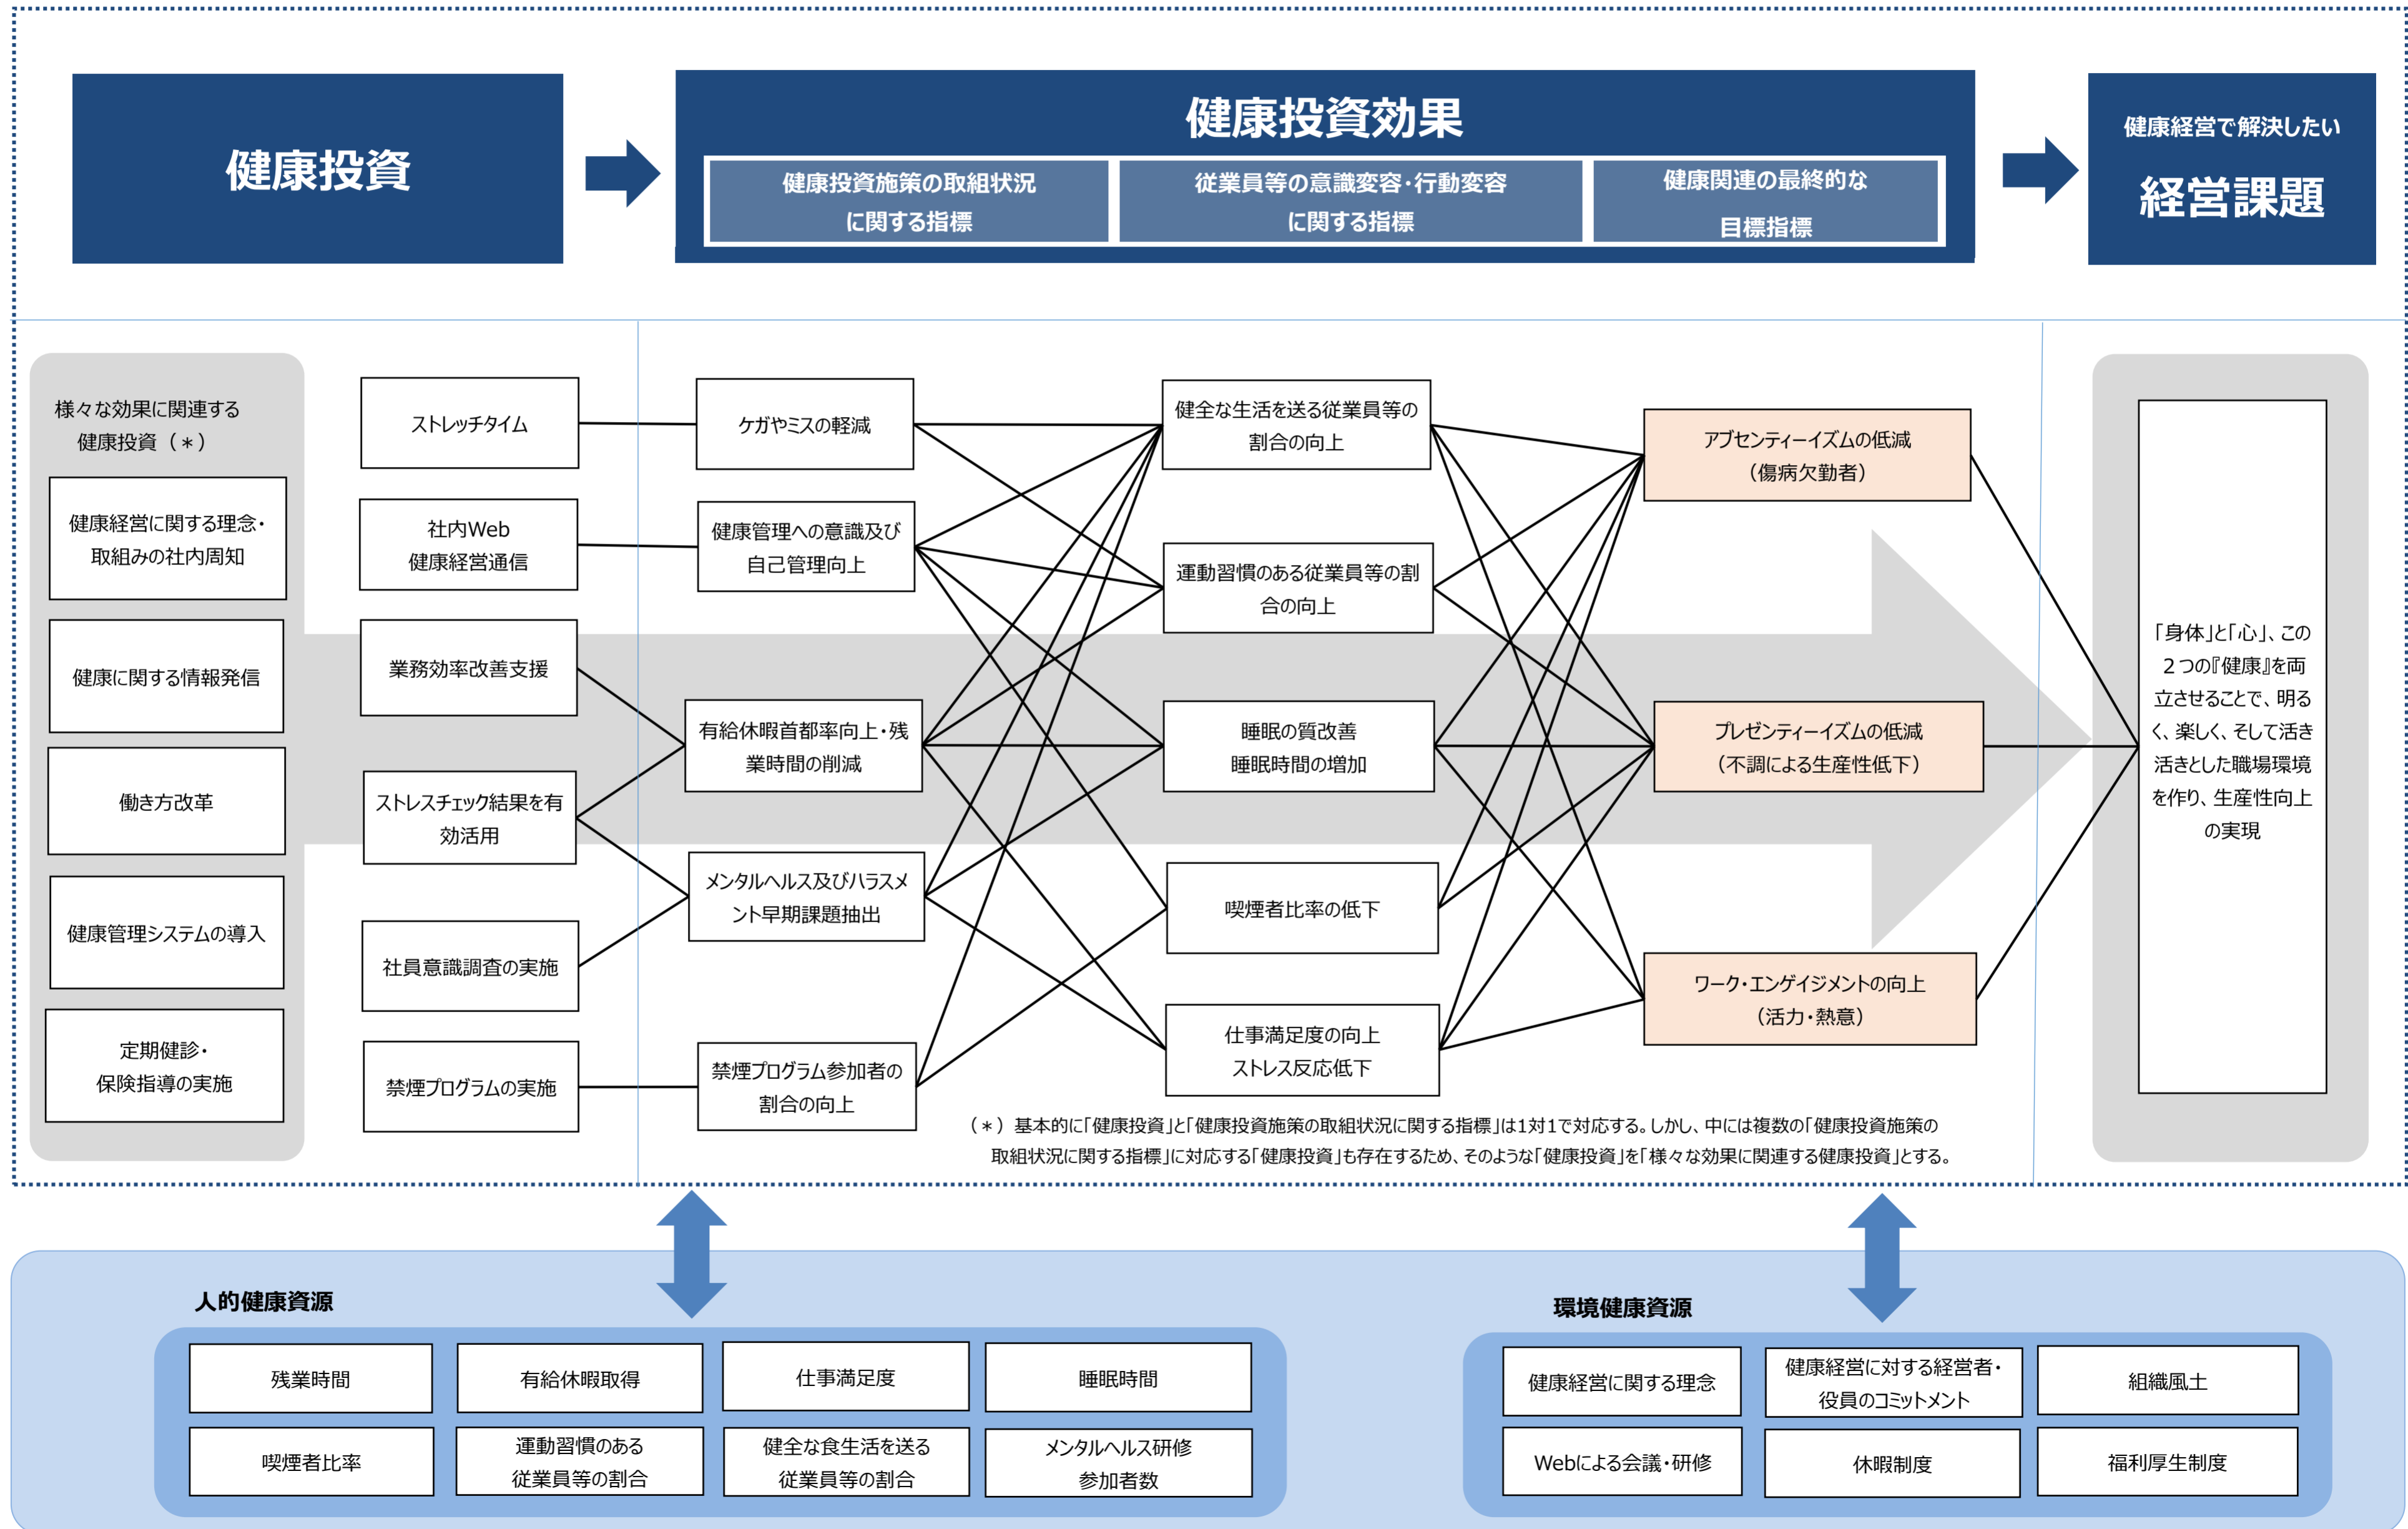 健康投資
健康投資効果
健康投資施策の取組状況
に関する指標
従業員等の意識変容・行動変容
に関する指標
健康関連の最終的な
目標指標
健康経営で解決したい
経営課題
様々な効果に関連する
健康投資（＊）
健康経営に関する理念・
取組みの社内周知
健康に関する情報発信
働き方改革
健康管理システムの導入
定期健診・
保険指導の実施
ストレッチタイム
社内Web
健康経営通信
業務効率改善支援
ストレスチェック結果を有
効活用
社員意識調査の実施
禁煙プログラムの実施
ケガやミスの軽減
健康管理への意識及び
自己管理向上
有給休暇首都率向上・残
業時間の削減
メンタルヘルス及びハラスメ
ント早期課題抽出
禁煙プログラム参加者の
割合の向上
健全な生活を送る従業員等の
割合の向上
運動習慣のある従業員等の割
合の向上
睡眠の質改善
睡眠時間の増加
喫煙者比率の低下
仕事満足度の向上
ストレス反応低下
アブセンティーイズムの低減
（傷病欠勤者）
プレゼンティーイズムの低減
（不調による生産性低下）
ワーク・エンゲイジメントの向上
（活力・熱意）
「身体」と「心」、この
２つの『健康』を両
立させることで、明る
く、楽しく、そして活き
活きとした職場環境
を作り、生産性向上
の実現
（＊）基本的に「健康投資」と「健康投資施策の取組状況に関する指標」は1対1で対応する。しかし、中には複数の「健康投資施策の
取組状況に関する指標」に対応する「健康投資」も存在するため、そのような「健康投資」を「様々な効果に関連する健康投資」とする。
人的健康資源
残業時間
有給休暇取得
仕事満足度
睡眠時間
喫煙者比率
運動習慣のある
従業員等の割合
健全な食生活を送る
従業員等の割合
メンタルヘルス研修
参加者数
環境健康資源
健康経営に関する理念
健康経営に対する経営者・
役員のコミットメント
組織風土
Webによる会議・研修
休暇制度
福利厚生制度